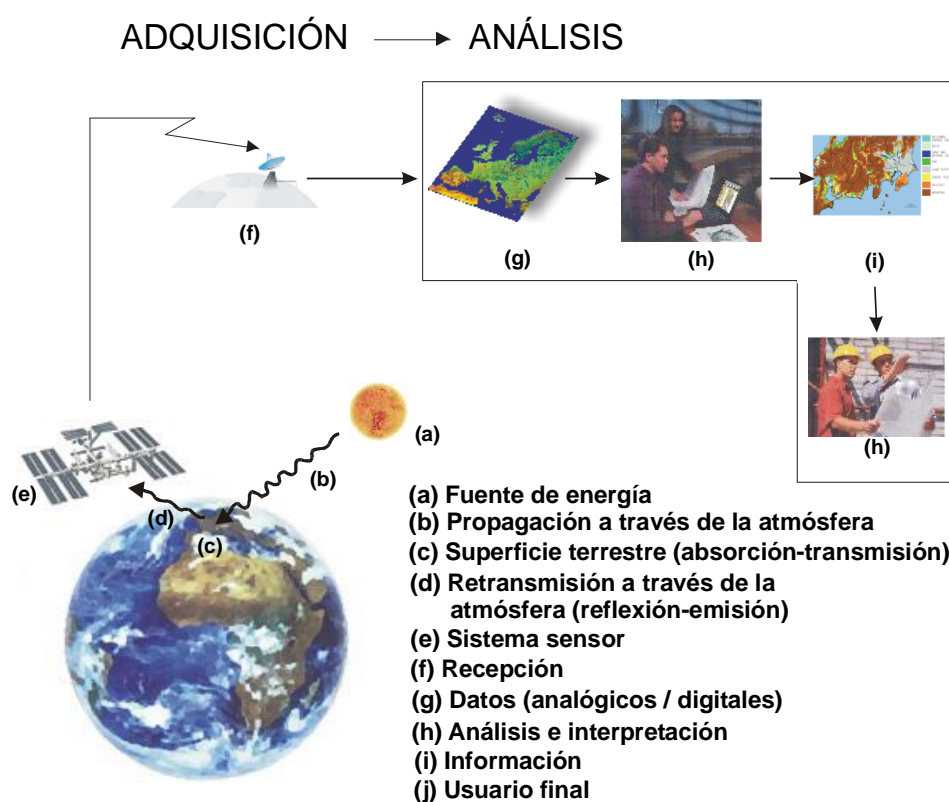 ADQUISICIÓN ANÁLISIS
(f)
(g)
(h)
(i)
(h)
(a)
(b)
(e)
(d)
(c)
(a) Fuente de energía
(b) Propagación a través de la atmósfera
(c) Superficie terrestre (absorción-transmisión)
(d) Retransmisión a través de la
atmósfera (reflexión-emisión)
(e) Sistema sensor
(f) Recepción
(g) Datos (analógicos / digitales)
(h) Análisis e interpretación
(i) Información
(j) Usuario final